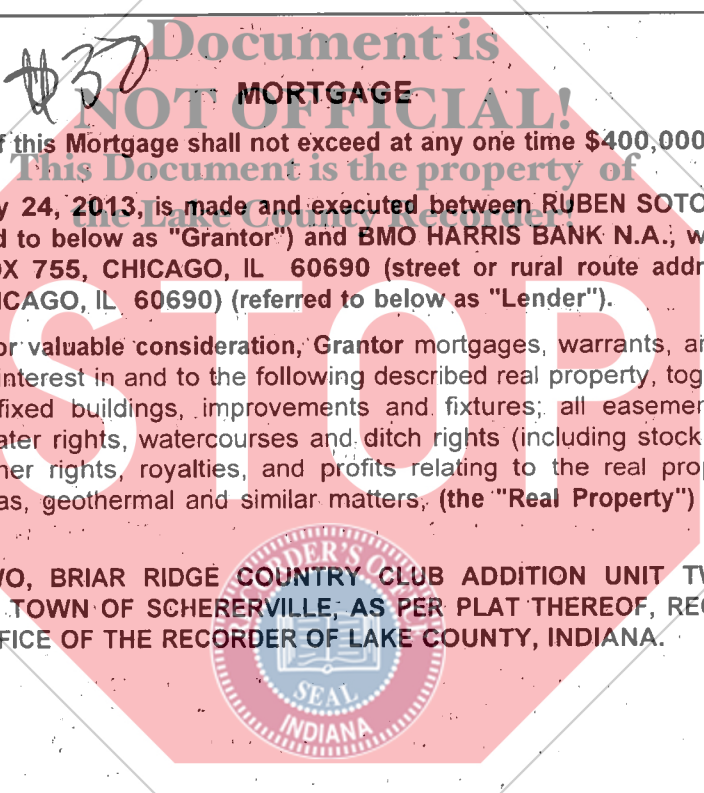 #30
Document is
MORTGAGE
NOT OFFICIAL!
f this Mortgage shall not exceed at any one time $400,000
This Document is the property of
y 24, 2013, is made and executed between RUBEN SOTO
the Lake County Recorder!
d to below as "Grantor") and BMO HARRIS BANK N.A., w
OX 755, CHICAGO, IL 60690 (street or rural route addr
ICAGO, IL 60690) (referred to below as "Lender").
STOP
or valuable consideration, Grantor mortgages, warrants, a
interest in and to the following described real property, tog
fixed buildings, improvements and fixtures; all easemer
ater rights, watercourses and ditch rights (including stock
her rights, royalties, and profits relating to the real prop
as, geothermal and similar matters, (the "Real Property")
WO, BRIAR RIDGE COUNTRY CLUB ADDITION UNIT TV
TOWN OF SCHERERVILLE, AS PER PLAT THEREOF, REC
FFICE OF THE RECORDER OF LAKE COUNTY, INDIANA.
RECORDER'S OFFICE
SEAL
INDIANA